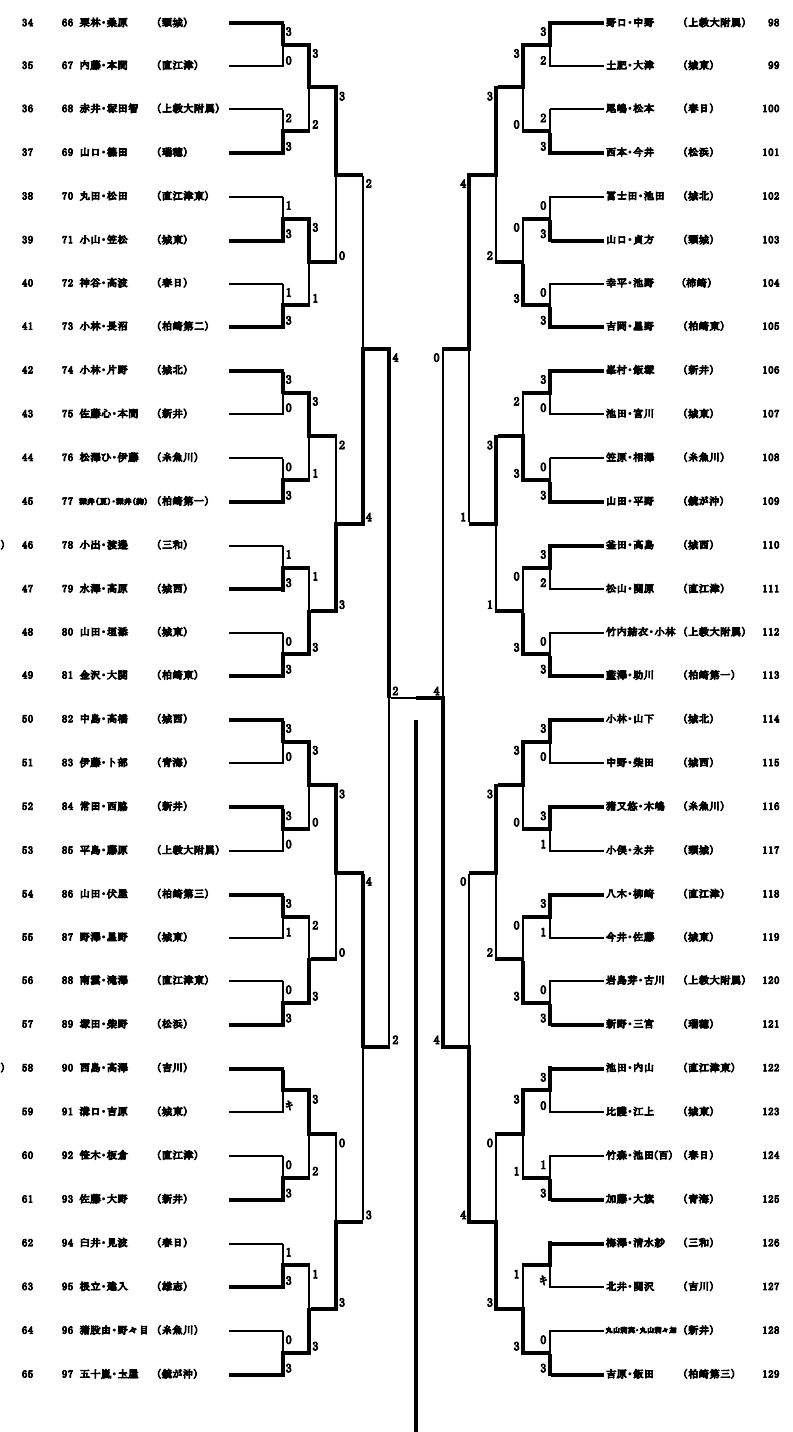 34 66 栗林・桑原 (頸城)
35 67 内藤・本間 (直江津)
36 68 赤井・塚田智 (上教大附属)
37 69 山口・篠田 (瑞穂)
38 70 丸田・松田 (直江津東)
39 71 小山・笠松 (城東)
40 72 神谷・高波 (春日)
41 73 小林・長沼 (柏崎第二)
42 74 小林・片野 (城北)
43 75 佐藤心・本間 (新井)
44 76 松澤ひ・伊藤 (糸魚川)
45 77 (柏崎第一)
) 46 78 小出・渡邉 (三和)
47 79 水澤・高原 (城西)
48 80 山田・垣添 (城東)
49 81 金沢・大関 (柏崎東)
50 82 中島・高橋 (城西)
51 83 伊藤・卜部 (青海)
52 84 常田・西脇 (新井)
53 85 平島・藤原 (上教大附属)
54 86 山田・伏屋 (柏崎第三)
55 87 野澤・星野 (城東)
56 88 南雲・滝澤 (直江津東)
57 89 塚田・柴野 (松浜)
) 58 90 西島・高澤 (吉川)
59 91 溝口・吉原 (城東)
60 92 笹木・板倉 (直江津)
61 93 佐藤・大野 (新井)
62 94 臼井・見波 (春日)
63 95 根立・建入 (雄志)
64 96 猪股由・野々目 (糸魚川)
65 97 五十嵐・土屋 (鏡が沖)
野口・中野 (上教大附属) 98
土肥・大津 (城東) 99
尾嶋・松本 (春日) 100
西本・今井 (松浜) 101
冨士田・池田 (城北) 102
山口・貞方 (頸城) 103
幸平・池野 (柿崎) 104
吉岡・星野 (柏崎東) 105
峯村・飯塚 (新井) 106
池田・宮川 (城東) 107
笠原・相澤 (糸魚川) 108
山田・平野 (鏡が沖) 109
釜田・高島 (城西) 110
松山・関原 (直江津) 111
竹内結衣・小林 (上教大附属) 112
藍澤・助川 (柏崎第一) 113
小林・山下 (城北) 114
中野・柴田 (城西) 115
猪又悠・木嶋 (糸魚川) 116
小俣・永井 (頸城) 117
八木・柳崎 (直江津) 118
今井・佐藤 (城東) 119
岩島芽・古川 (上教大附属) 120
新野・三宮 (瑞穂) 121
池田・内山 (直江津東) 122
比護・江上 (城東) 123
竹森・池田(百) (春日) 124
加藤・大旗 (青海) 125
梅澤・清水紗 (三和) 126
北井・関沢 (吉川) 127
(新井) 128
吉原・飯田 (柏崎第三) 129